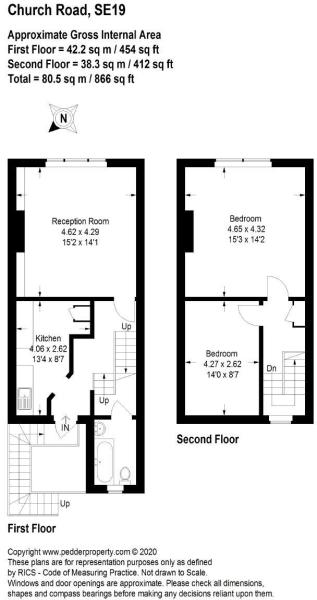 Church Road, SE19
Approximate Gross Internal Area
First Floor = 42.2 sq m / 454 sq ft
Second Floor = 38.3 sq m / 412 sq ft
Total = 80.5 sq m / 866 sq ft
N
Reception Room
4.62 x 4.29
15'2 x 14'1
Bedroom
4.65 x 4.32
15'3 x 14'2
Up
Kitchen
4.06 x 2.62
13'4 x 8'7
Up
IN
Up
Bedroom
4.27 x 2.62
14'0 x 8'7
Dn
Second Floor
First Floor
Copyright www.pedderproperty.com © 2020
These plans are for representation purposes only as defined
by RICS - Code of Measuring Practice. Not drawn to Scale.
Windows and door openings are approximate. Please check all dimensions,
shapes and compass bearings before making any decisions reliant upon them.